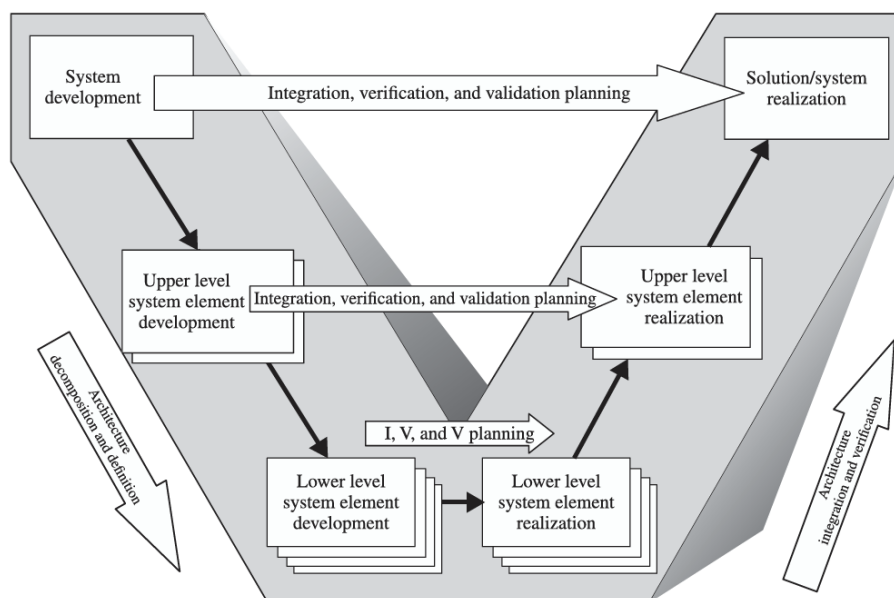 System
development
Integration, verification, and validation planning
Solution/system
realization
Upper level
system element
development
Integration, verification, and validation planning
Upper level
system element
realization
Architecture
decomposition and definition
I, V, and V planning
Architecture
integration and verification
Lower level
system element
development
Lower level
system element
realization